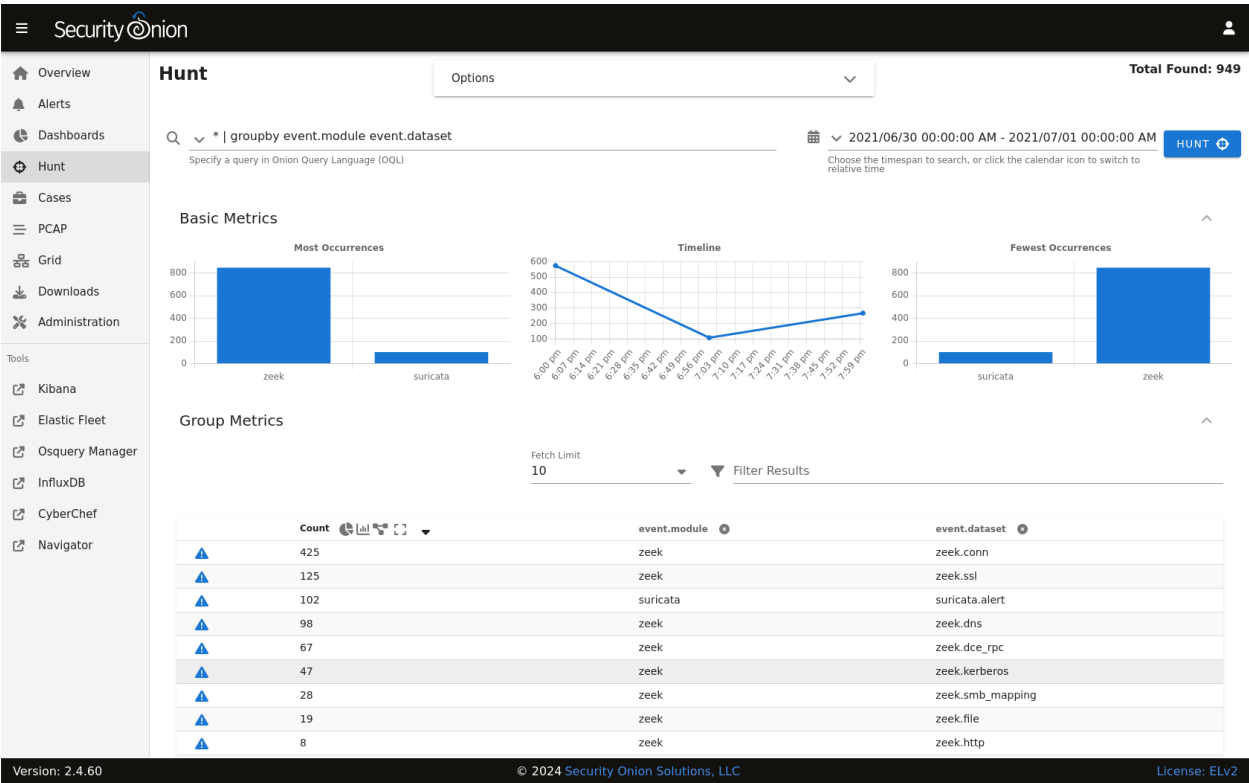 Security Onion
Overview
Alerts
Dashboards
Hunt
Cases
PCAP
Grid
Downloads
Administration
Tools
Kibana
Elastic Fleet
Osquery Manager
InfluxDB
CyberChef
Navigator
Hunt
Options
Total Found: 949
* | groupby event.module event.dataset
Specify a query in Onion Query Language (OQL)
2021/06/30 00:00:00 AM - 2021/07/01 00:00:00 AM
Choose the timespan to search, or click the calendar icon to switch to
relative time
HUNT
Basic Metrics
Most Occurrences
800
600
400
200
0
zeek
suricata
Timeline
600
500
400
300
200
100
6:00 pm
6:07 pm
6:14 pm
6:21 pm
6:28 pm
6:35 pm
6:42 pm
6:49 pm
6:56 pm
7:03 pm
7:10 pm
7:17 pm
7:24 pm
7:31 pm
7:38 pm
7:45 pm
7:52 pm
7:59 pm
Fewest Occurrences
800
600
400
200
0
suricata
zeek
Group Metrics
Fetch Limit
10
Filter Results
Count event.module event.dataset
425 zeek zeek.conn
125 zeek zeek.ssl
102 suricata suricata.alert
98 zeek zeek.dns
67 zeek zeek.dce_rpc
47 zeek zeek.kerberos
28 zeek zeek.smb_mapping
19 zeek zeek.file
8 zeek zeek.http
Version: 2.4.60
© 2024 Security Onion Solutions, LLC
License: ELv2